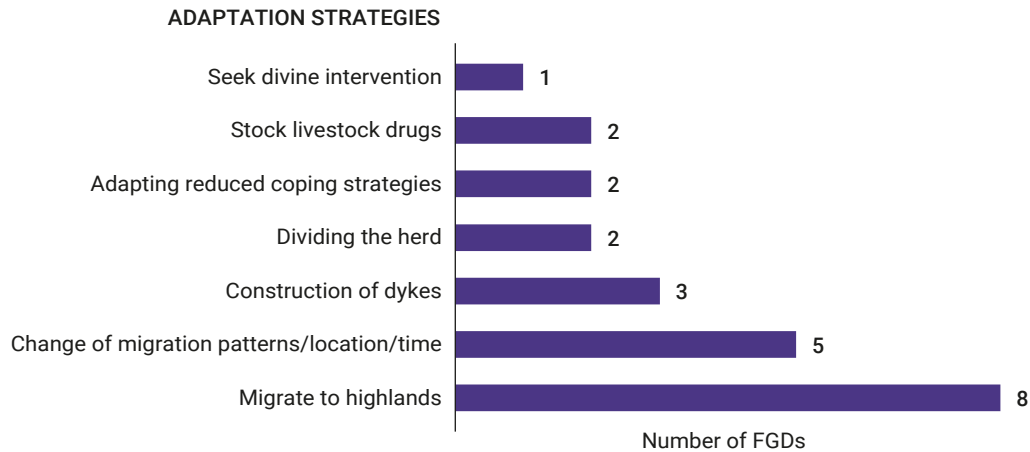 ADAPTATION STRATEGIES
Seek divine intervention 1
Stock livestock drugs 2
Adapting reduced coping strategies 2
Dividing the herd 2
Construction of dykes 3
Change of migration patterns/location/time 5
Migrate to highlands 8
Number of FGDs